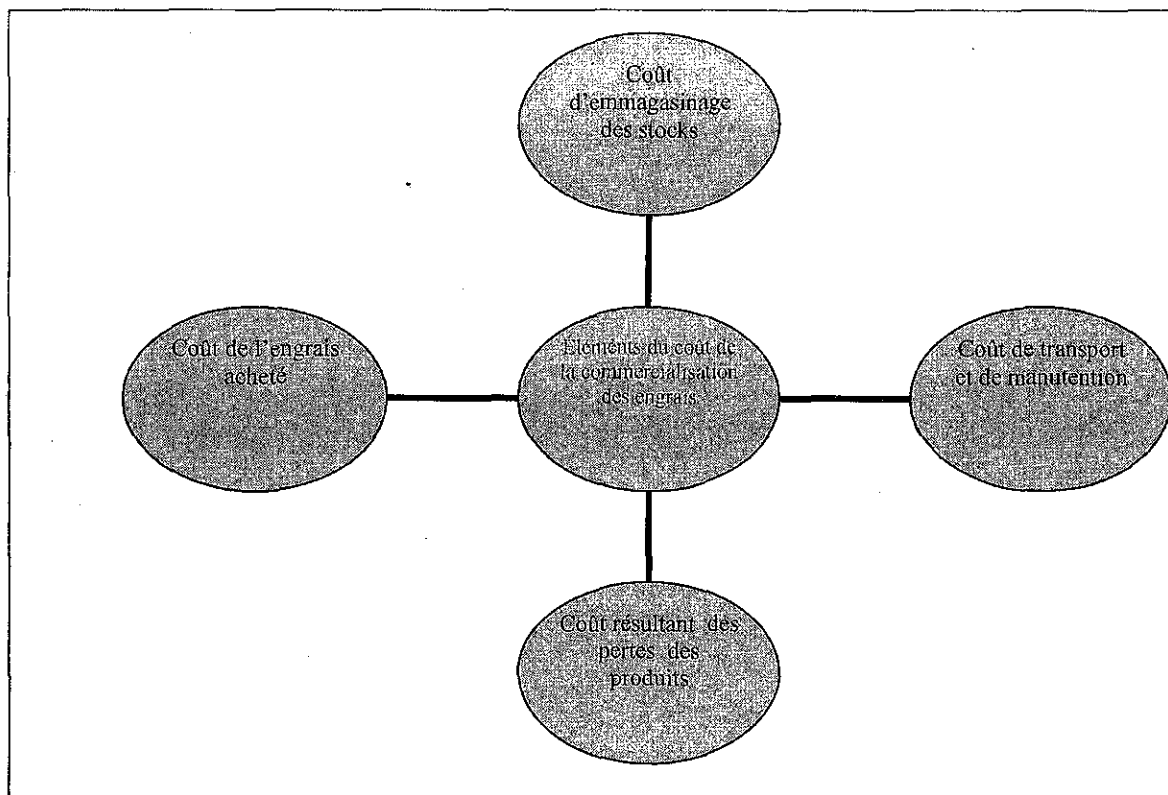 Coût
d'emmagasinage
des stocks
Coût de l'engrais
acheté
Eléments du coût de
la commercialisation
des engrais
Coût de transport
et de manutention
Coût résultant des
pertes des
produits